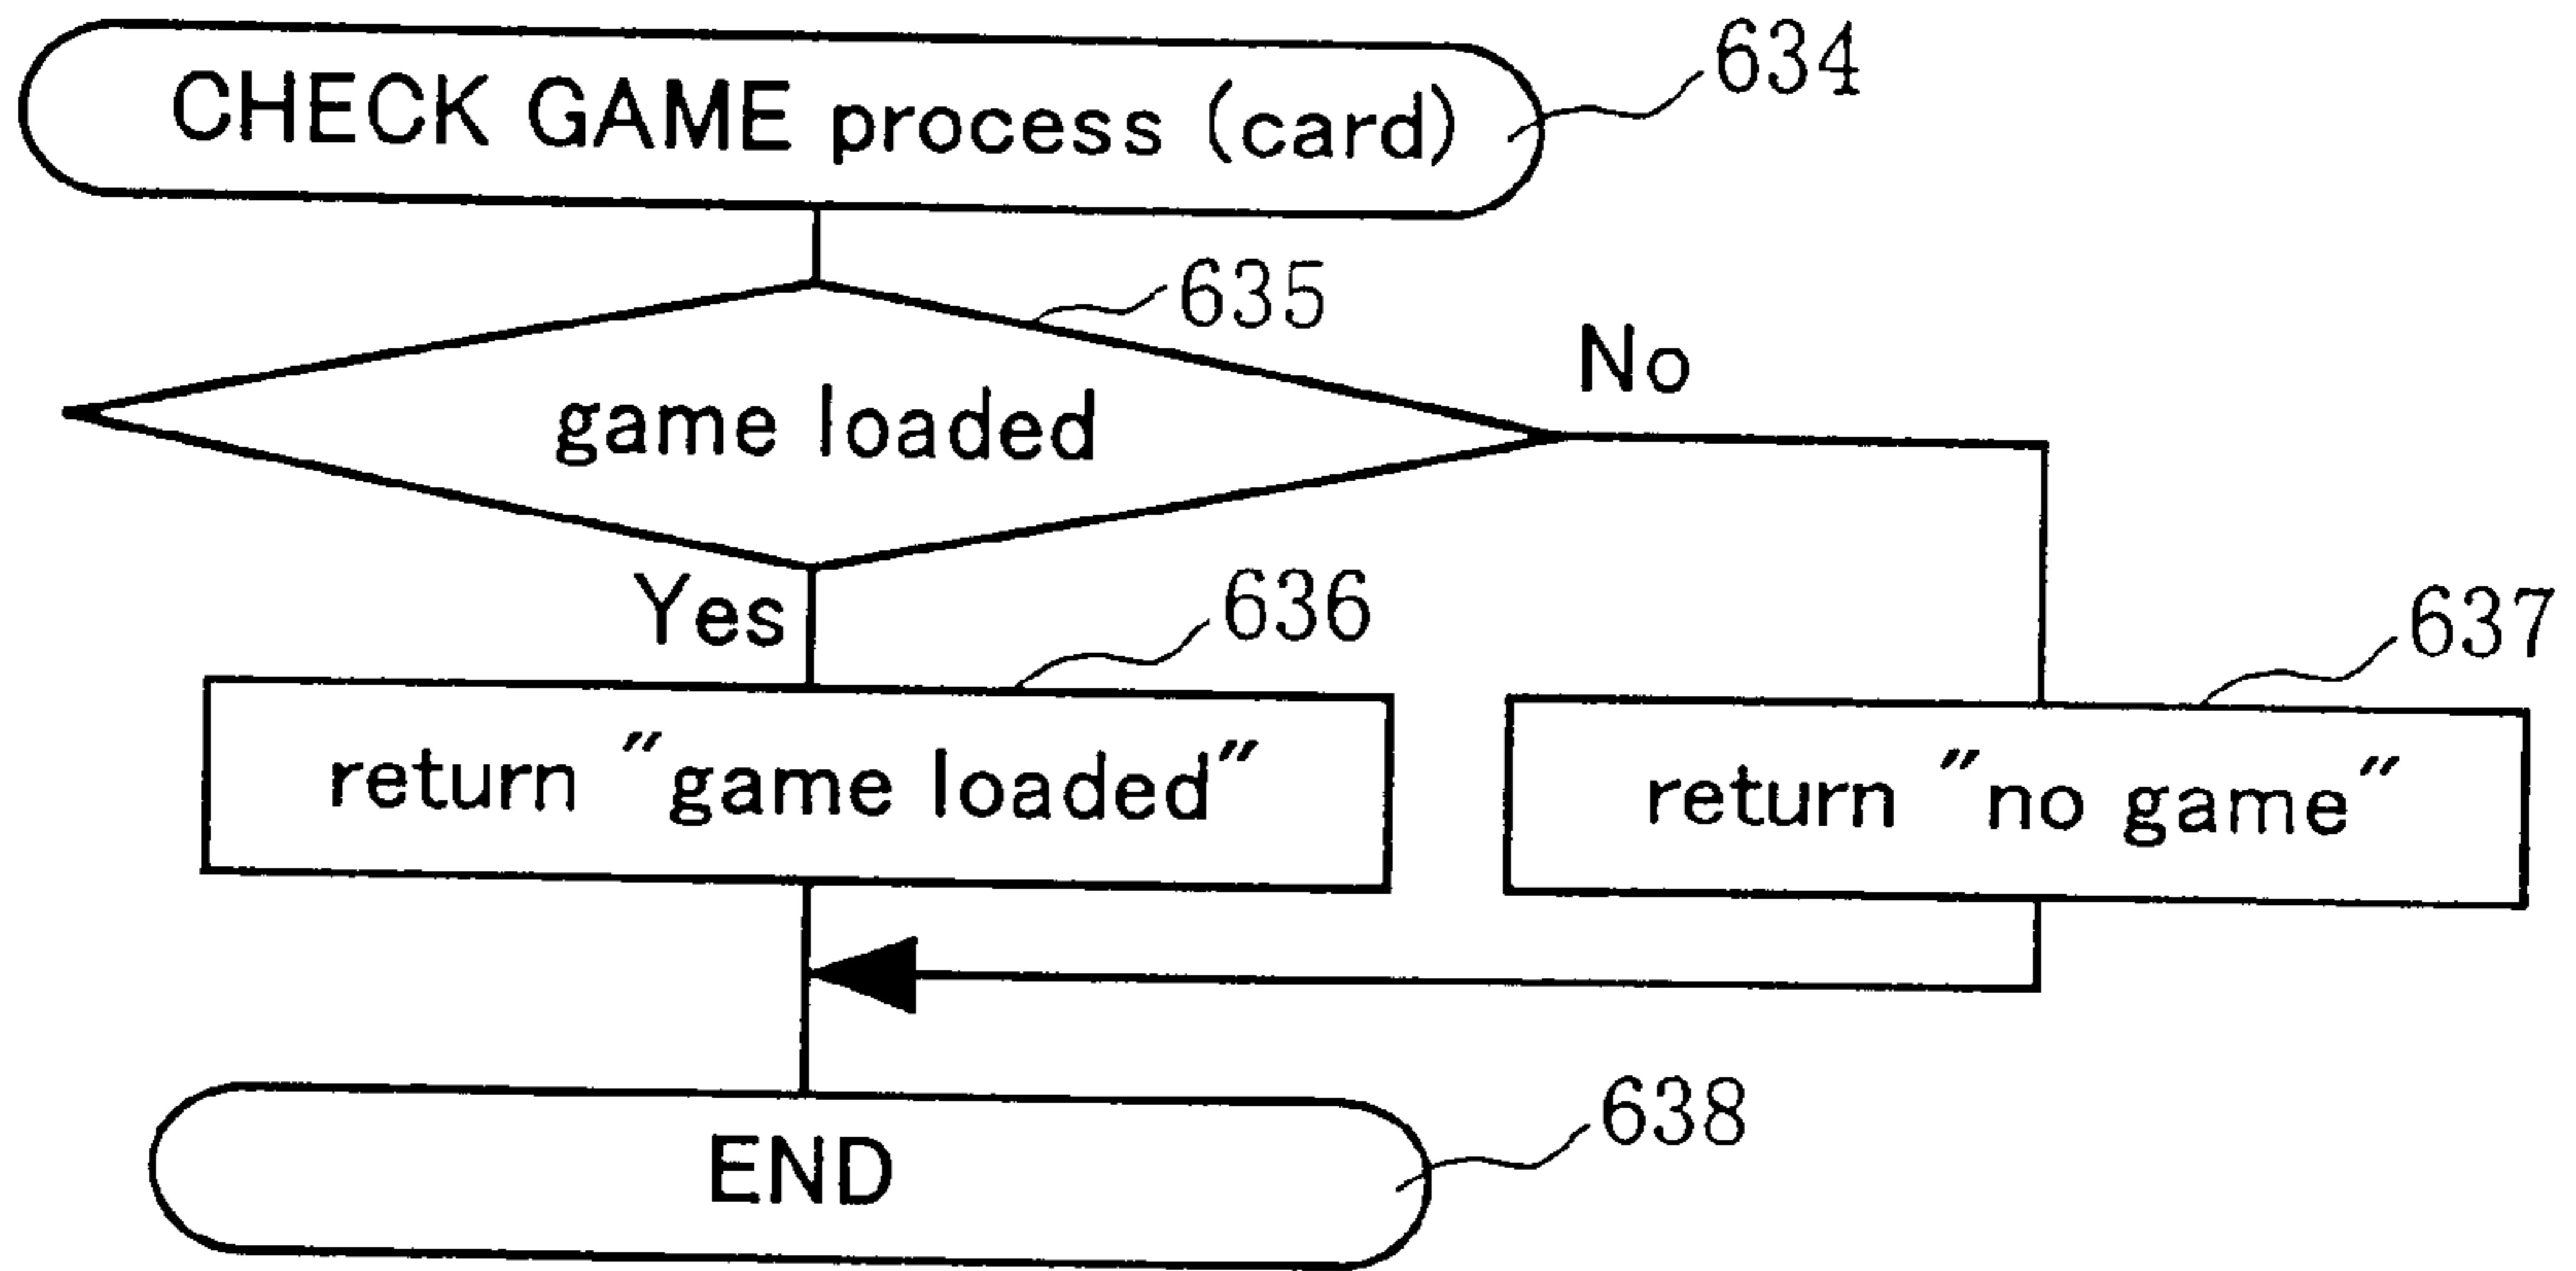 CHECK GAME process (card)
634
635
game loaded
No
Yes
636
637
return "game loaded"
return "no game"
END
638